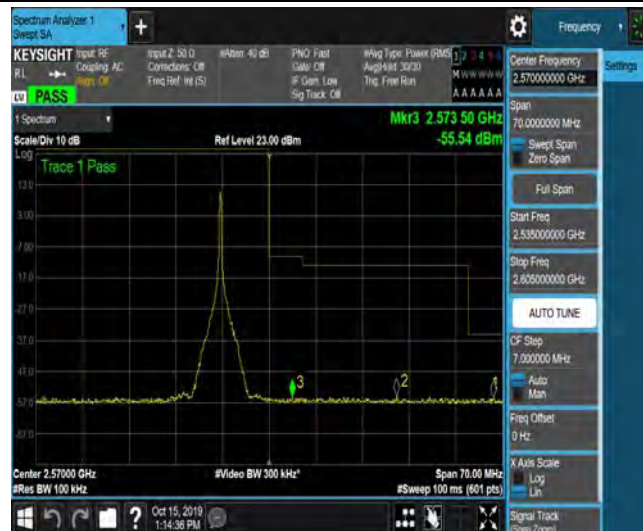 Spectrum Analyzer 1
Swept SA
+
Frequency
KEYSIGHT
RL
Input: RF
Coupling: AC
Align: Off
Input Z: 50 Ω
Corrections: Off
Freq Ref: Int (S)
#Atten: 40 dB
PNO: Fast
Gate: Off
IF Gain: Low
Sig Track: Off
#Avg Type: Power (RMS)
Avg|Hold: 30/30
Trig: Free Run
1 2 3 4 5 6
M W W W W W
A A A A A A
LV PASS
1 Spectrum
Scale/Div 10 dB
Ref Level 23.00 dBm
Mkr3 2.573 50 GHz
-55.54 dBm
Log
Trace 1 Pass
13.0
3.00
-7.00
-17.0
-27.0
-37.0
-47.0
-57.0
-67.0
3
2
1
Center 2.57000 GHz
#Res BW 100 kHz
#Video BW 300 kHz*
Span 70.00 MHz
#Sweep 100 ms (601 pts)
?
Oct 15, 2019
1:14:36 PM
Settings
Center Frequency
2.570000000 GHz
Span
70.0000000 MHz
Swept Span
Zero Span
Full Span
Start Freq
2.535000000 GHz
Stop Freq
2.605000000 GHz
AUTO TUNE
CF Step
7.000000 MHz
Auto
Man
Freq Offset
0 Hz
X Axis Scale
Log
Lin
Signal Track
(Span Zoom)